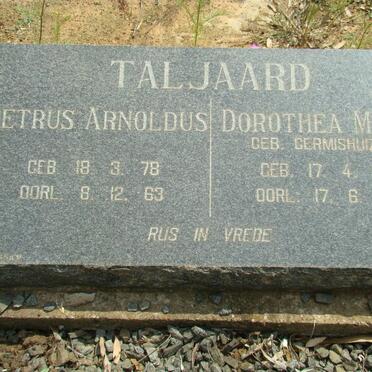 TALJAARD
ETRUS ARNOLDUS
GEB 18. 3. 78
OORL. 8. 12. 63
DOROTHEA M
GEB. GERMISHUIZ
GEB. 17. 4.
OORL. 17. 6.
RUS IN VREDE